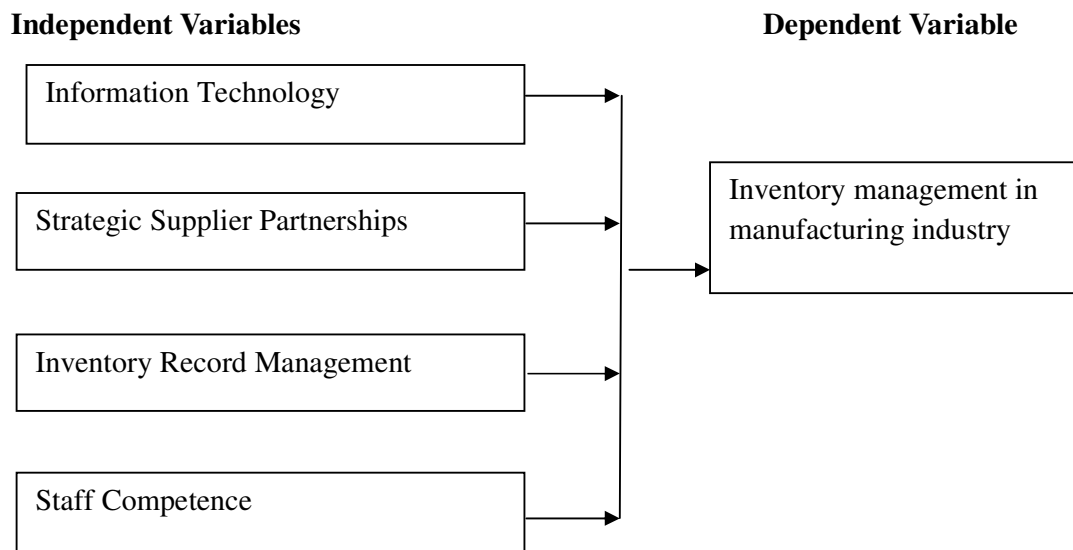 Independent Variables
Dependent Variable
Information Technology
Strategic Supplier Partnerships
Inventory management in
manufacturing industry
Inventory Record Management
Staff Competence